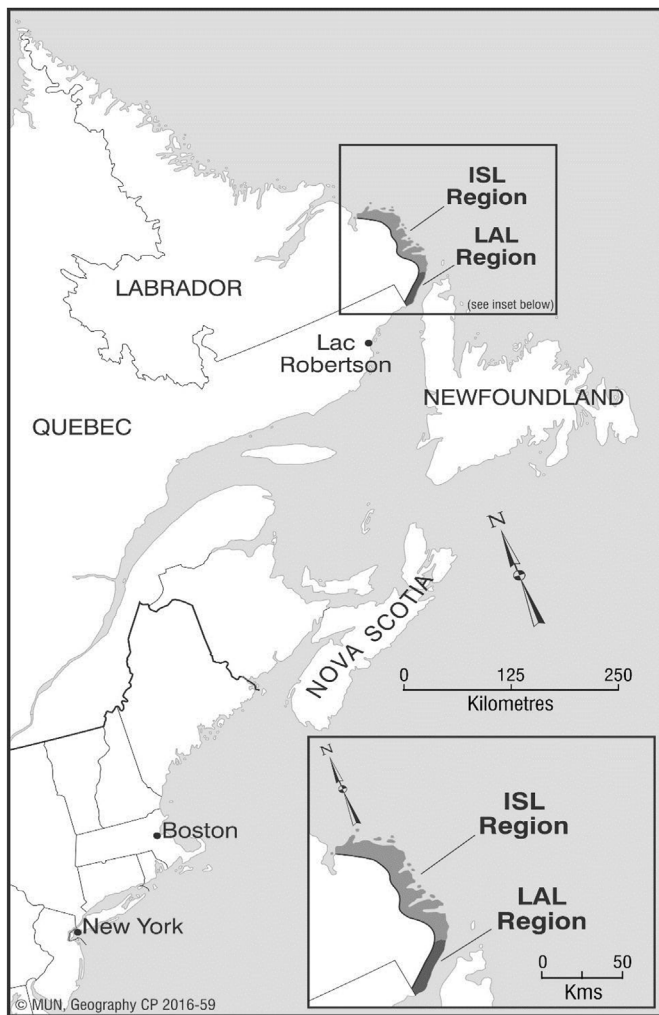 ISL
Region
LAL
Region
(see inset below)
LABRADOR
Lac
Robertson
NEWFOUNDLAND
QUEBEC
N
NOVA SCOTIA
0 125 250
Kilometres
N
ISL
Region
LAL
Region
0 50
Kms
Boston
New York
© MUN, Geography CP 2016-59